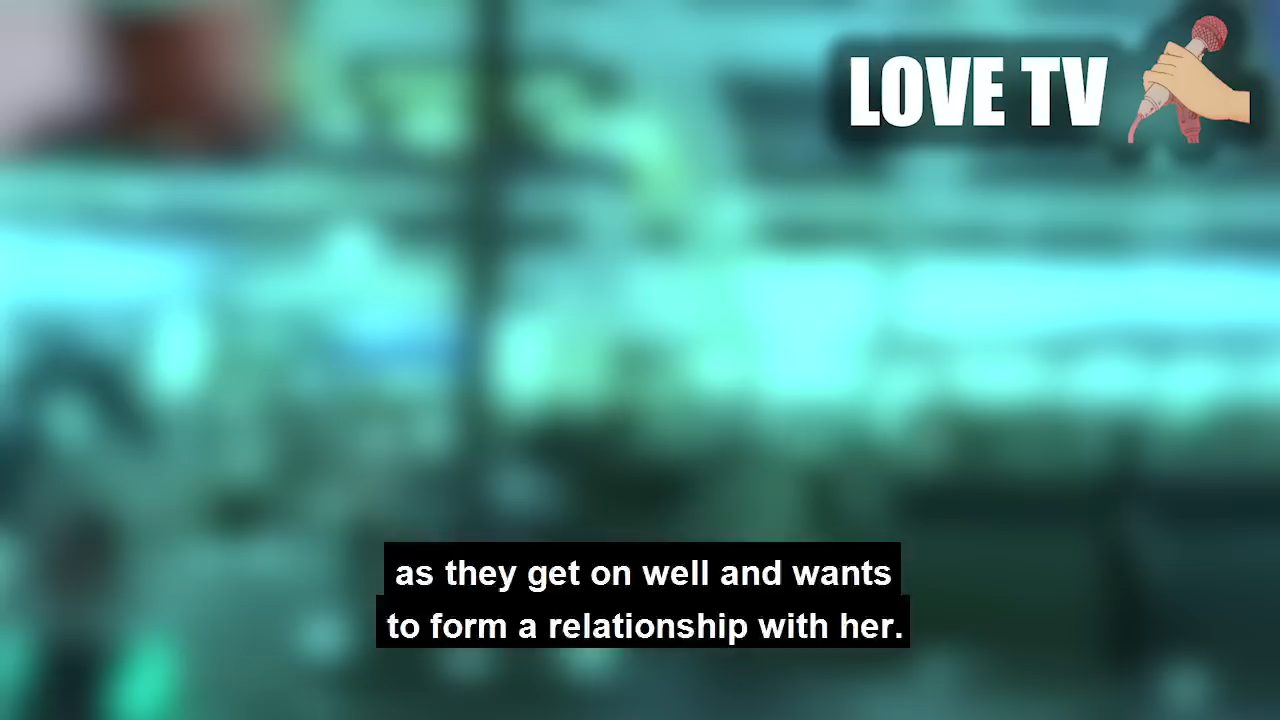 LOVE TV
as they get on well and wants
to form a relationship with her.